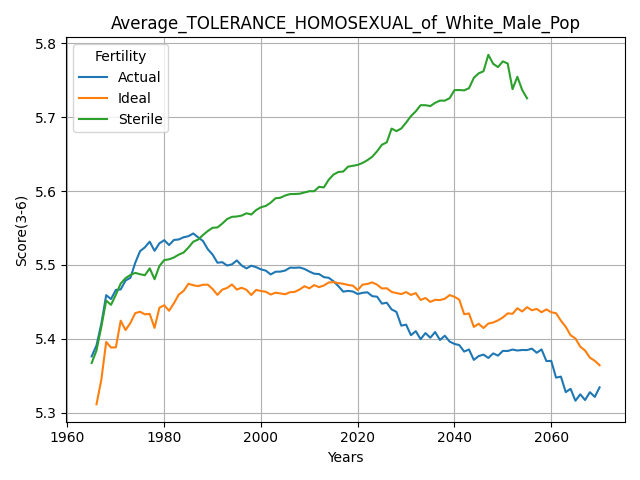 Average_TOLERANCE_HOMOSEXUAL_of_White_Male_Pop
Fertility
Actual
Ideal
Sterile
Score(3-6)
5.8
5.7
5.6
5.5
5.4
5.3
1960 1980 2000 2020 2040 2060
Years